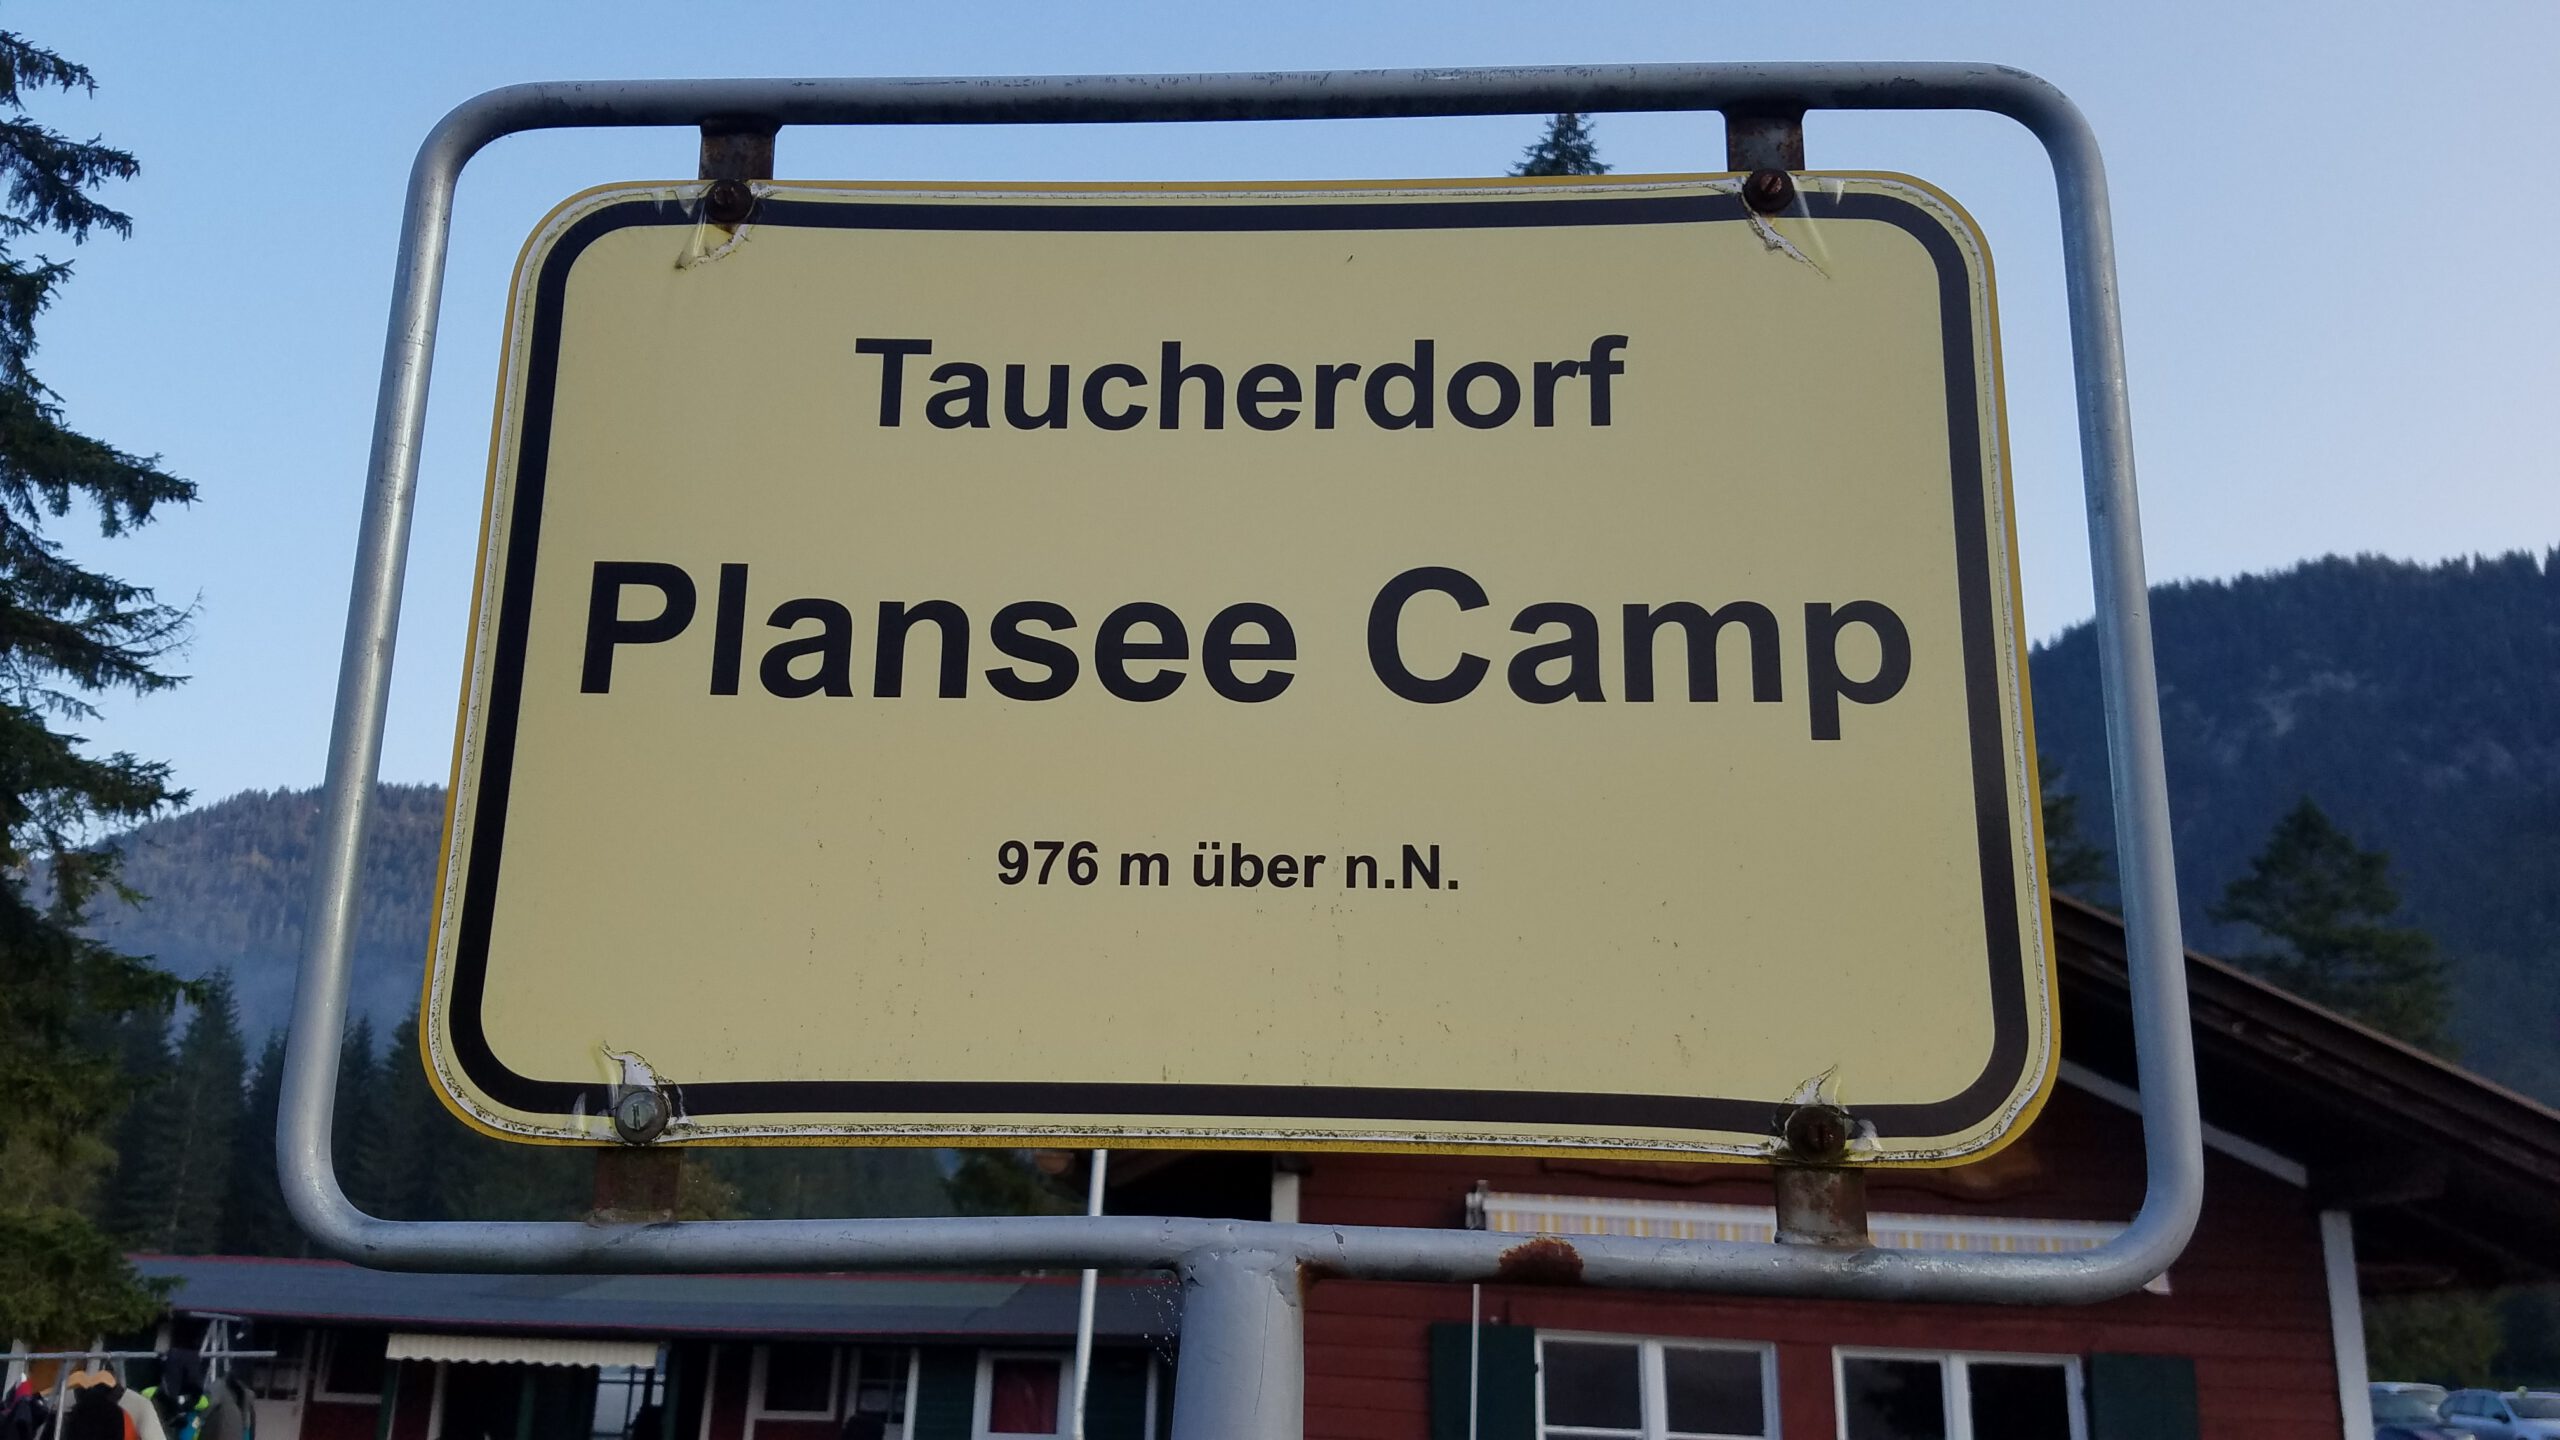 Taucherdorf
Plansee Camp
976 m über n.N.